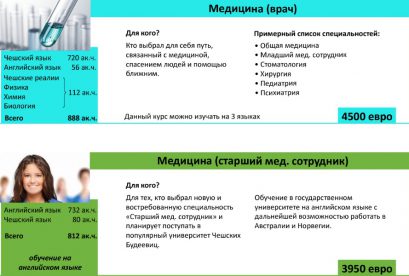 Медицина (врач)
Чешский язык 720 ак.ч.
Английский язык 56 ак.ч.
Чешские реалии
Физика
Химия
Биология
112 ак.ч.
Всего 888 ак.ч.
Для кого?
Кто выбрал для себя путь,
связанный с медициной,
спасением людей и помощью
ближним.
Примерный список специальностей:
• Общая медицина
• Младший мед. сотрудник
• Стоматология
• Хирургия
• Педиатрия
• Психиатрия
Данный курс можно изучать на 3 языках
4500 евро
Медицина (старший мед. сотрудник)
Английский язык 732 ак.ч.
Чешский язык 80 ак.ч.
Всего 812 ак.ч.
обучение на
английском языке
Для кого?
Для тех, кто выбрал новую и
востребованную специальность
«Старший мед. сотрудник» и
планирует поступать в
популярный университет Чешских
Будеевиц.
Обучение в государственном
университете на английском языке с
дальнейшей возможностью работать в
Австралии и Норвегии.
3950 евро